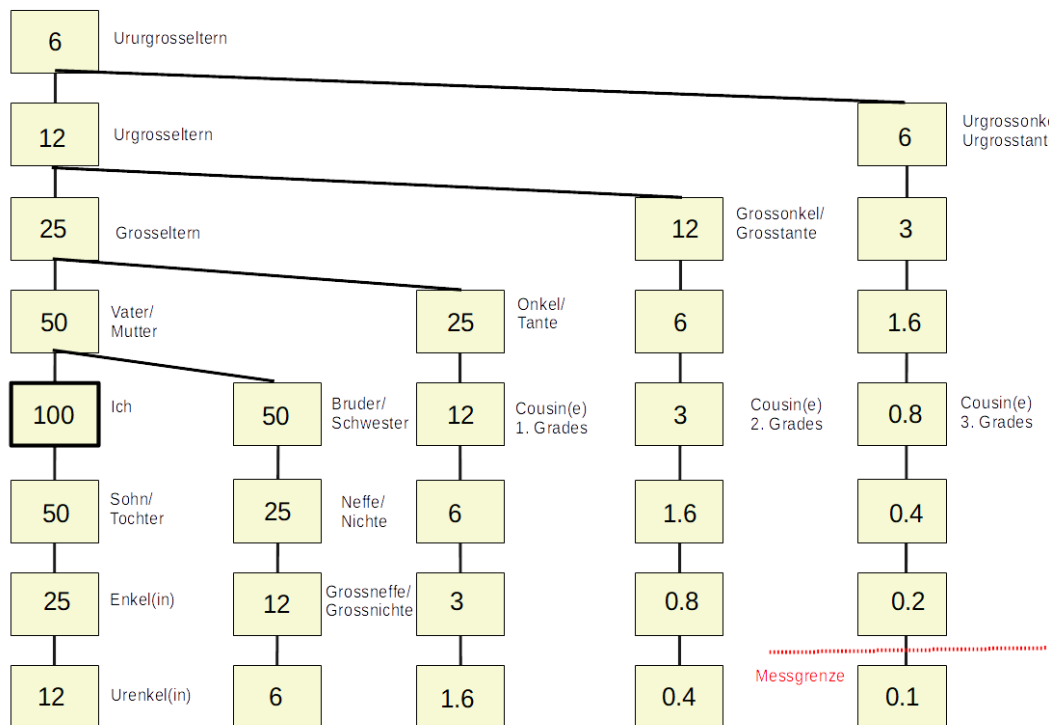 6 Ururgrosseltern
12 Urgrosseltern 6 Urgrossonke
Urgrosstant
25 Grosseltern 12 Grossonkel/
Grosstante 3
50 Vater/
Mutter 25 Onkel/
Tante 6 1.6
100 Ich 50 Bruder/
Schwester 12 Cousin(e)
1. Grades 3 Cousin(e)
2. Grades 0.8 Cousin(e)
3. Grades
50 Sohn/
Tochter 25 Neffe/
Nichte 6 1.6 0.4
25 Enkel(in) 12 Grossneffe/
Grossnichte 3 0.8 0.2
Messgrenze
12 Urenkel(in) 6 1.6 0.4 0.1